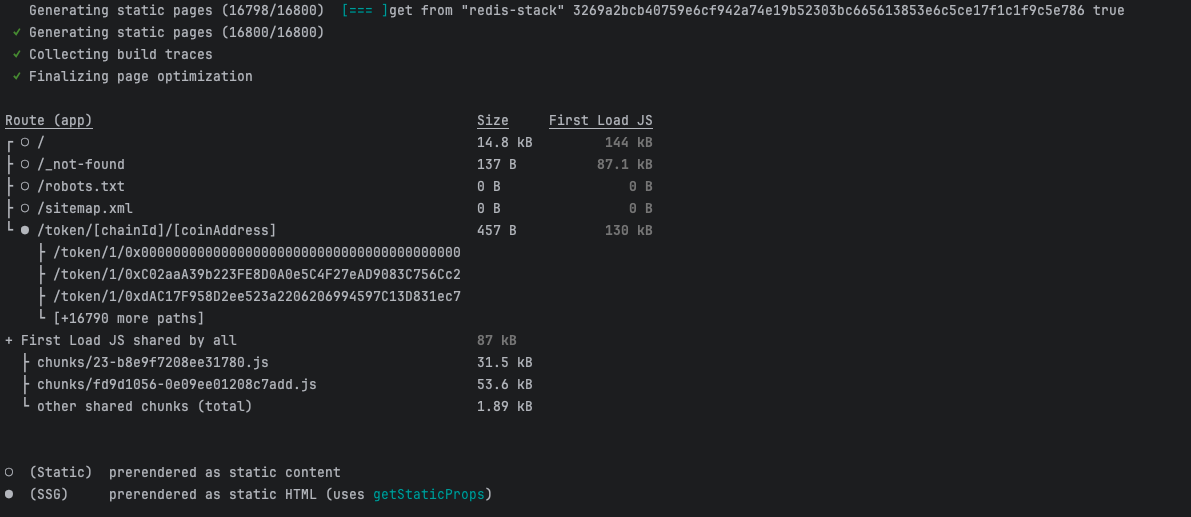 Generating static pages (16798/16800) [=== ]get from "redis-stack" 3269a2bcb40759e6cf942a74e19b52303bc665613853e6c5ce17f1c1f9c5e786 true
✓ Generating static pages (16800/16800)
✓ Collecting build traces
✓ Finalizing page optimization
Route (app) Size First Load JS
┌ ○ / 14.8 kB 144 kB
├ ○ /_not-found 137 B 87.1 kB
├ ○ /robots.txt 0 B 0 B
├ ○ /sitemap.xml 0 B 0 B
└ ● /token/[chainId]/[coinAddress] 457 B 130 kB
├ /token/1/0x0000000000000000000000000000000000000000
├ /token/1/0xC02aaA39b223FE8D0A0e5C4F27eAD9083C756Cc2
├ /token/1/0xdAC17F958D2ee523a2206206994597C13D831ec7
└ [+16790 more paths]
+ First Load JS shared by all 87 kB
├ chunks/23-b8e9f7208ee31780.js 31.5 kB
├ chunks/fd9d1056-0e09ee01208c7add.js 53.6 kB
└ other shared chunks (total) 1.89 kB
○ (Static) prerendered as static content
● (SSG) prerendered as static HTML (uses getStaticProps)